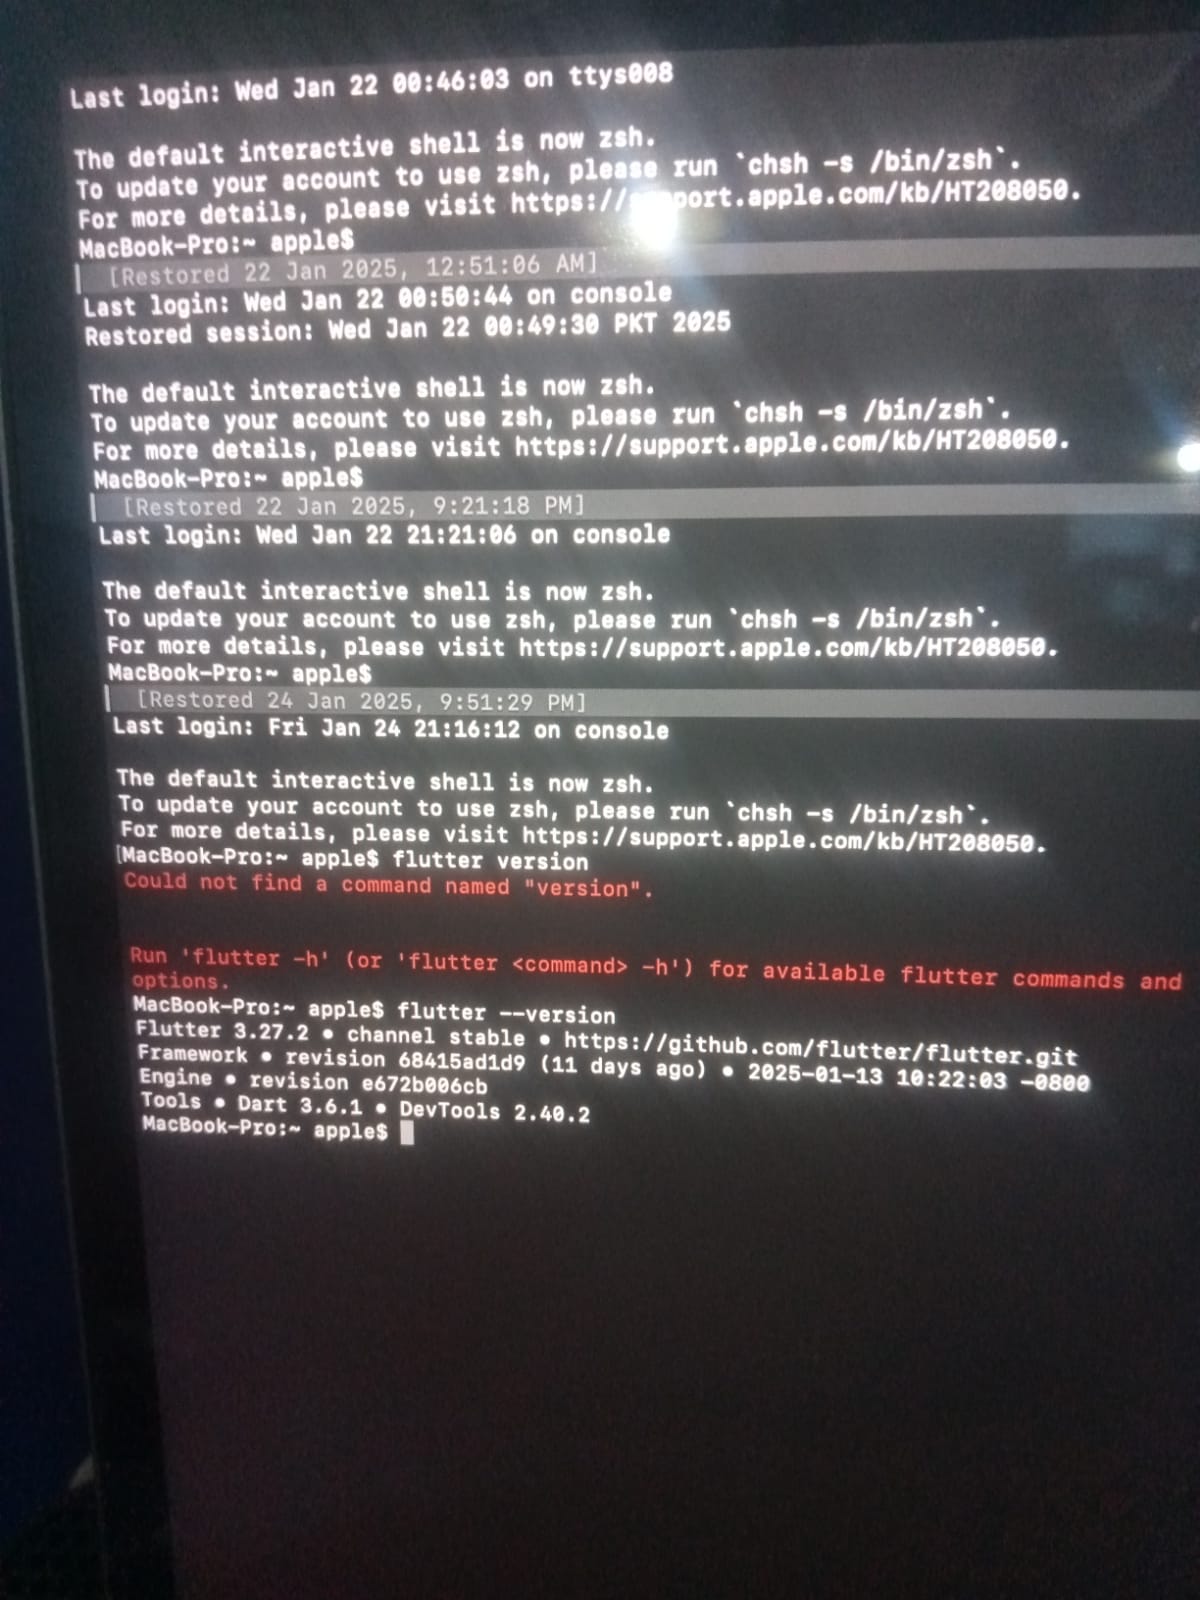 Last login: Wed Jan 22 00:46:03 on ttys008
The default interactive shell is now zsh.
To update your account to use zsh, please run `chsh -s /bin/zsh`.
For more details, please visit https:// port.apple.com/kb/HT208050.
MacBook-Pro:~ apple$
[Restored 22 Jan 2025, 12:51:06 AM]
Last login: Wed Jan 22 00:50:44 on console
Restored session: Wed Jan 22 00:49:30 PKT 2025
The default interactive shell is now zsh.
To update your account to use zsh, please run `chsh -s /bin/zsh`.
For more details, please visit https://support.apple.com/kb/HT208050.
MacBook-Pro:~ apple$
[Restored 22 Jan 2025, 9:21:18 PM]
Last login: Wed Jan 22 21:21:06 on console
The default interactive shell is now zsh.
To update your account to use zsh, please run `chsh -s /bin/zsh`.
For more details, please visit https://support.apple.com/kb/HT208050.
MacBook-Pro:~ apple$
[Restored 24 Jan 2025, 9:51:29 PM]
Last login: Fri Jan 24 21:16:12 on console
The default interactive shell is now zsh.
To update your account to use zsh, please run `chsh -s /bin/zsh`.
For more details, please visit https://support.apple.com/kb/HT208050.
[MacBook-Pro:~ apple$ flutter version
Could not find a command named "version".
Run 'flutter -h' (or 'flutter <command> -h') for available flutter commands and
options.
MacBook-Pro:~ apple$ flutter --version
Flutter 3.27.2 • channel stable • https://github.com/flutter/flutter.git
Framework • revision 68415ad1d9 (11 days ago) • 2025-01-13 10:22:03 -0800
Engine • revision e672b006cb
Tools • Dart 3.6.1 • DevTools 2.40.2
MacBook-Pro:~ apple$